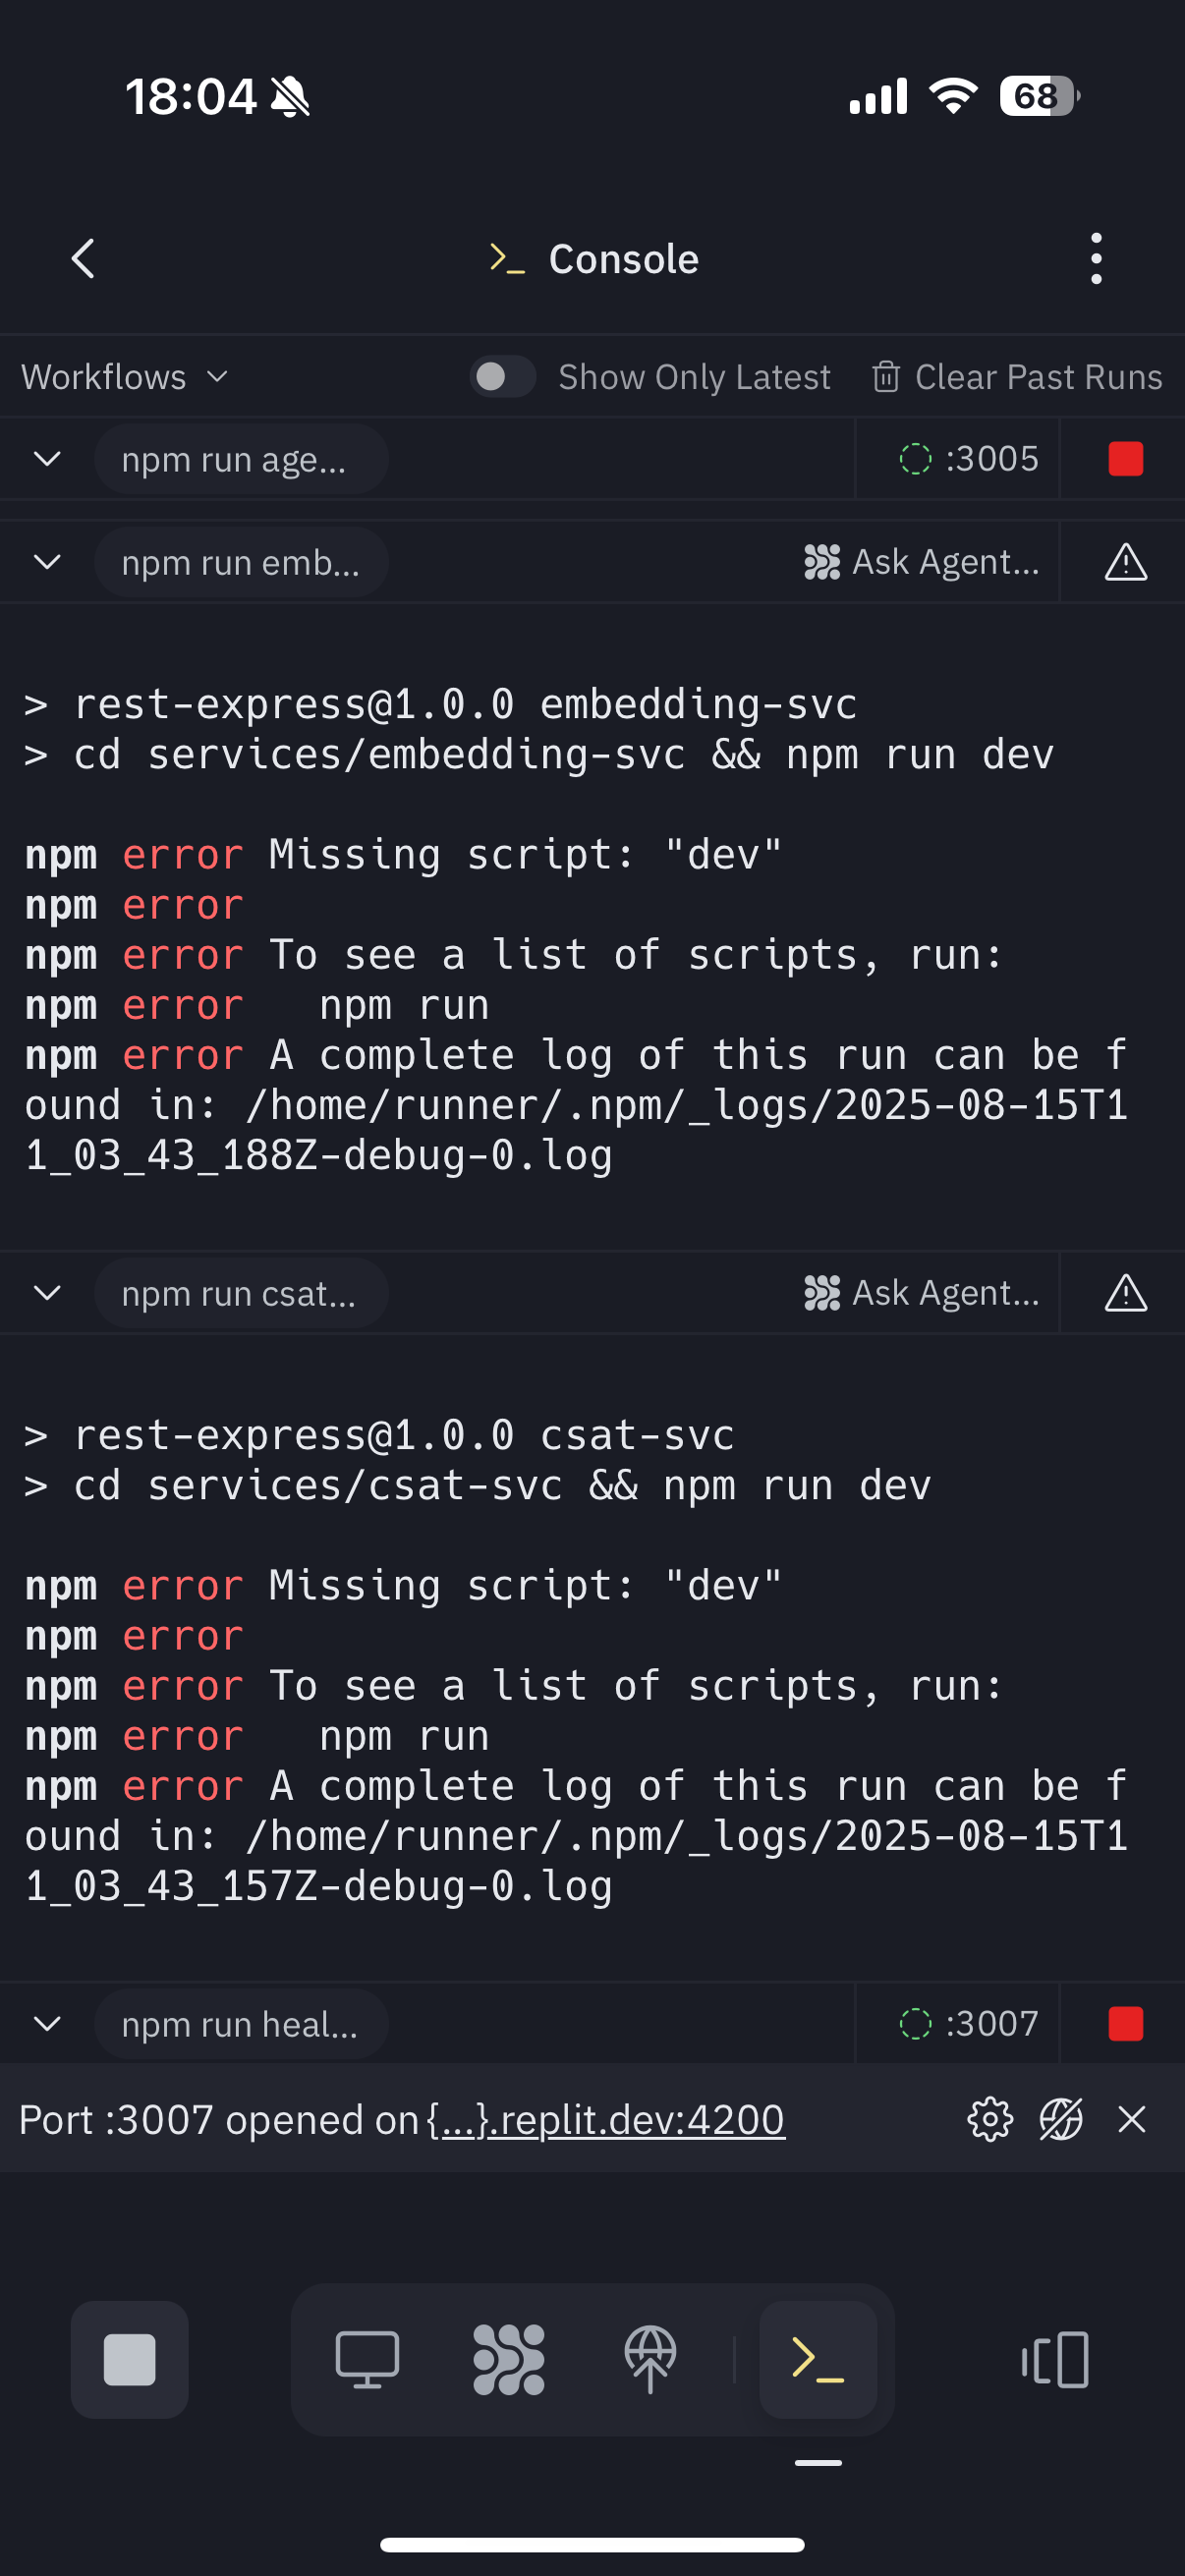 18:04
68
Console
Workflows
Show Only Latest
Clear Past Runs
npm run age...
:3005
npm run emb...
Ask Agent...
> rest-express@1.0.0 embedding-svc
> cd services/embedding-svc && npm run dev
npm error Missing script: "dev"
npm error
npm error To see a list of scripts, run:
npm error   npm run
npm error A complete log of this run can be f
ound in: /home/runner/.npm/_logs/2025-08-15T1
1_03_43_188Z-debug-0.log
npm run csat...
Ask Agent...
> rest-express@1.0.0 csat-svc
> cd services/csat-svc && npm run dev
npm error Missing script: "dev"
npm error
npm error To see a list of scripts, run:
npm error   npm run
npm error A complete log of this run can be f
ound in: /home/runner/.npm/_logs/2025-08-15T1
1_03_43_157Z-debug-0.log
npm run heal...
:3007
Port :3007 opened on {...}.replit.dev:4200